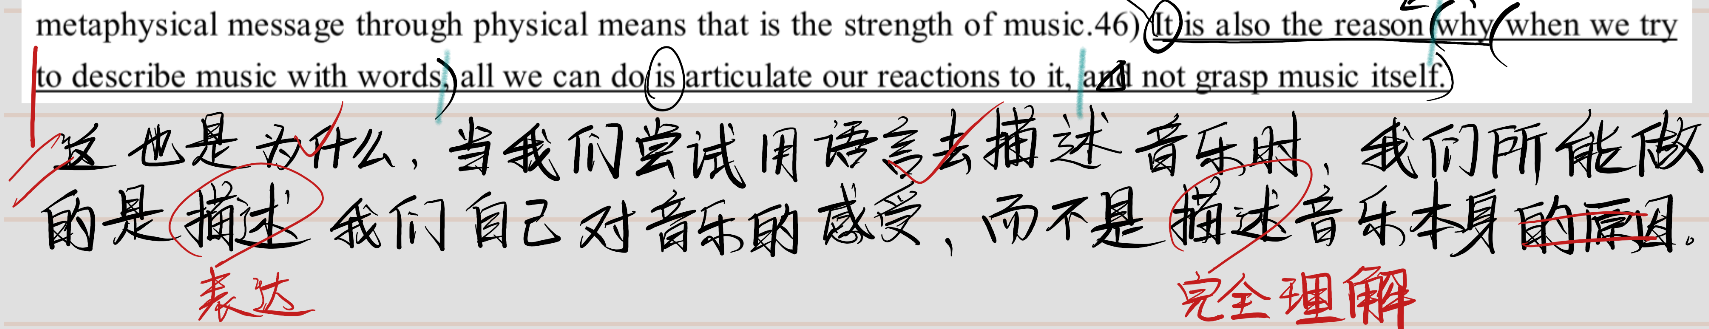 metaphysical message through physical means that is the strength of music.46) It is also the reason why when we try
to describe music with words, all we can do is articulate our reactions to it, and not grasp music itself.
这也是为什么，当我们尝试用语言去描述音乐时，我们所能做
的是描述我们自己对音乐的感受，而不是描述音乐本身的原因。
表达 完全理解